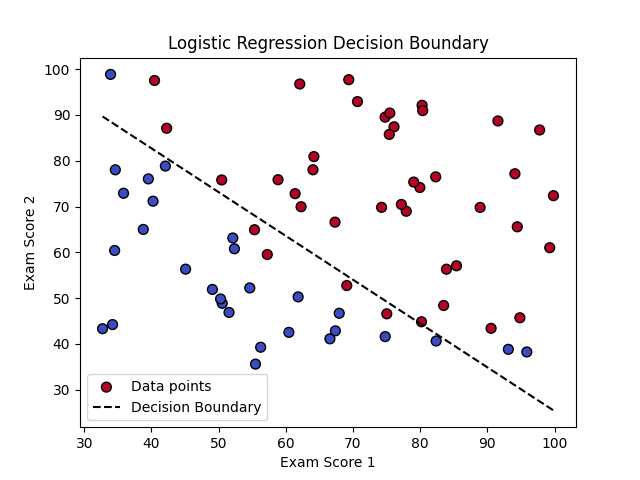 Logistic Regression Decision Boundary
100
90
80
70
60
50
40
30
Exam Score 2
Data points
Decision Boundary
30 40 50 60 70 80 90 100
Exam Score 1